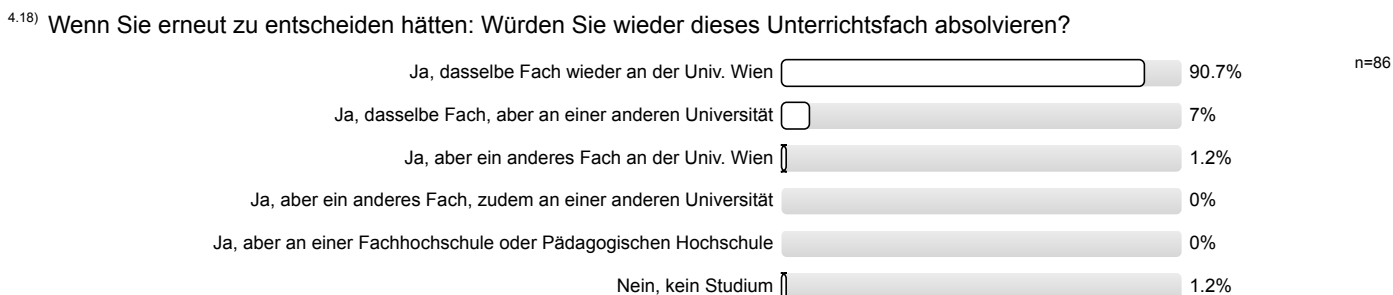 4.18) Wenn Sie erneut zu entscheiden hätten: Würden Sie wieder dieses Unterrichtsfach absolvieren?
Ja, dasselbe Fach wieder an der Univ. Wien 90.7% n=86
Ja, dasselbe Fach, aber an einer anderen Universität 7%
Ja, aber ein anderes Fach an der Univ. Wien 1.2%
Ja, aber ein anderes Fach, zudem an einer anderen Universität 0%
Ja, aber an einer Fachhochschule oder Pädagogischen Hochschule 0%
Nein, kein Studium 1.2%